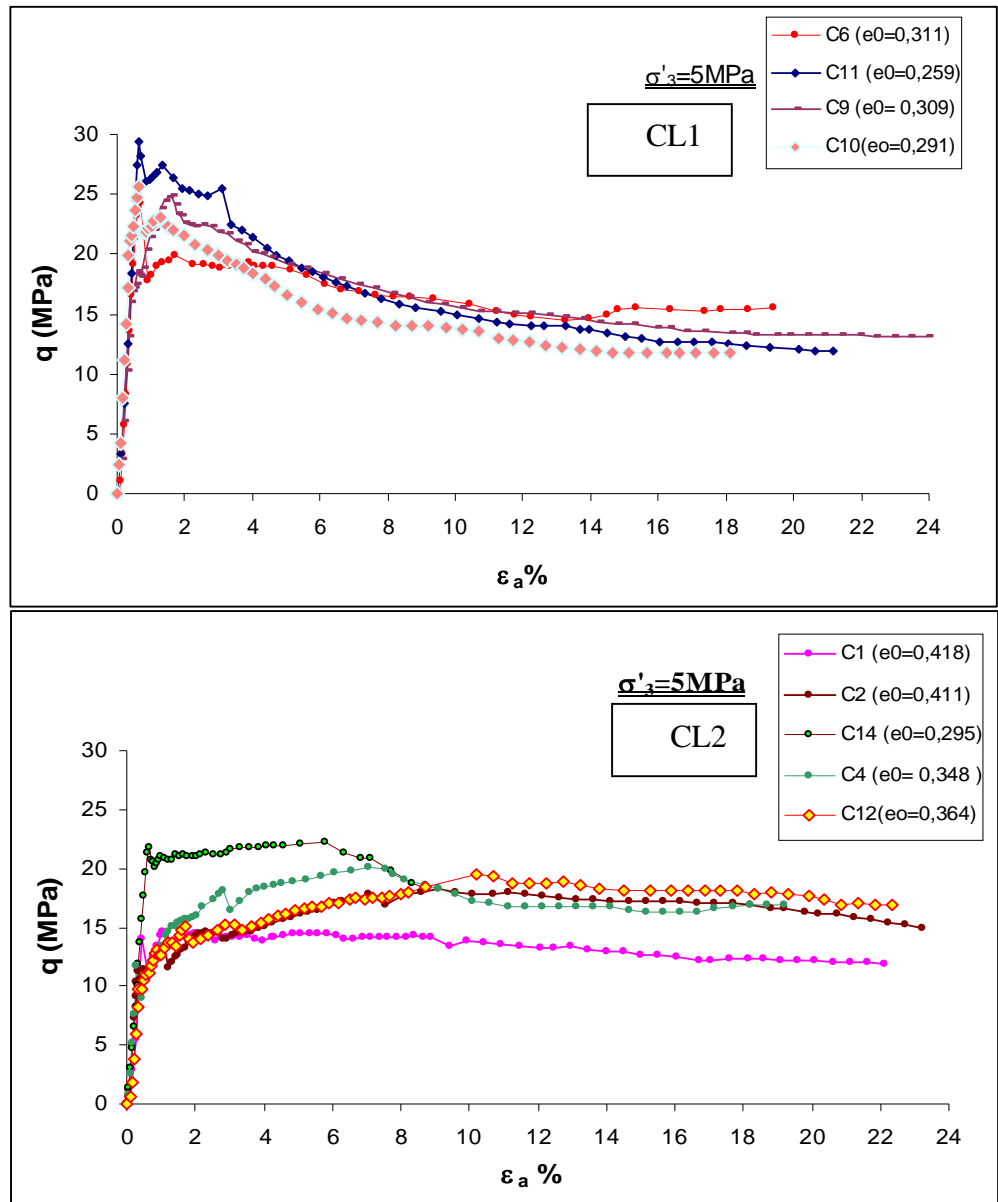 C6 (e0=0,311)
C11 (e0=0,259)
C9 (e0= 0,309)
C10(eo=0,291)
σ'₃=5MPa
CL1
30
25
20
15
10
5
0
q (MPa)
0 2 4 6 8 10 12 14 16 18 20 22 24
εₐ%
C1 (e0=0,418)
C2 (e0=0,411)
C14 (e0=0,295)
C4 (e0= 0,348 )
C12(eo=0,364)
σ'₃=5MPa
CL2
30
25
20
15
10
5
0
q (MPa)
0 2 4 6 8 10 12 14 16 18 20 22 24
εₐ %